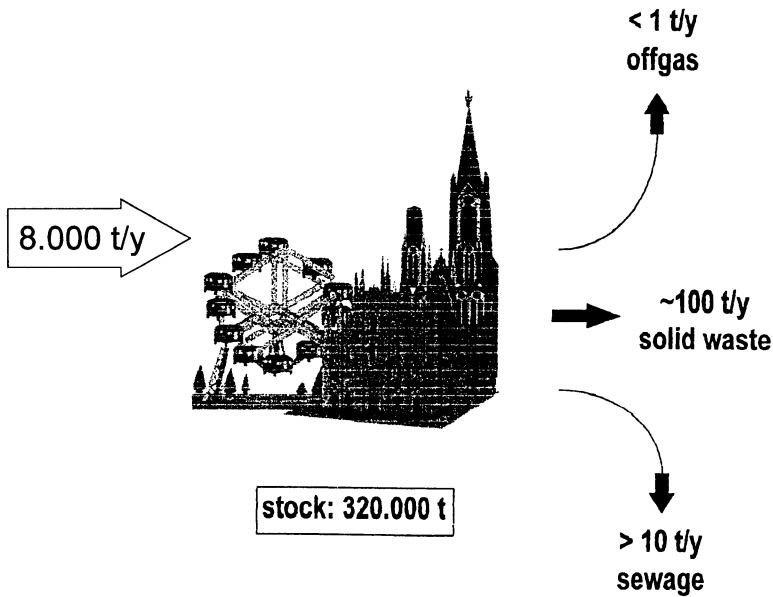 < 1 t/y
offgas
8.000 t/y
~100 t/y
solid waste
stock: 320.000 t
> 10 t/y
sewage